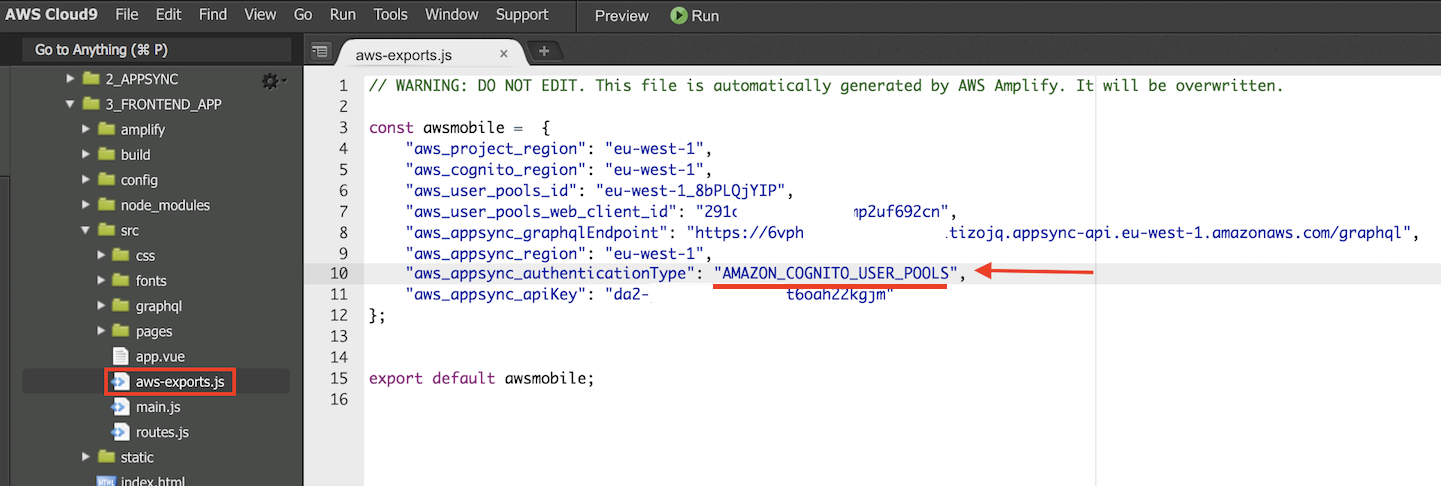 AWS Cloud9 File Edit Find View Go Run Tools Window Support Preview Run
Go to Anything (⌘ P)
aws-exports.js × +
2_APPSYNC
3_FRONTEND_APP
amplify
build
config
node_modules
src
css
fonts
graphql
pages
app.vue
aws-exports.js
main.js
routes.js
static
index.html
1 // WARNING: DO NOT EDIT. This file is automatically generated by AWS Amplify. It will be overwritten.
2
3 const awsmobile = {
4 "aws_project_region": "eu-west-1",
5 "aws_cognito_region": "eu-west-1",
6 "aws_user_pools_id": "eu-west-1_8bPLQjYIP",
7 "aws_user_pools_web_client_id": "291c mp2uf692cn",
8 "aws_appsync_graphqlEndpoint": "https://6vph tizojq.appsync-api.eu-west-1.amazonaws.com/graphql",
9 "aws_appsync_region": "eu-west-1",
10 "aws_appsync_authenticationType": "AMAZON_COGNITO_USER_POOLS",
11 "aws_appsync_apiKey": "da2- t6oah22kgjm"
12 };
13
14
15 export default awsmobile;
16